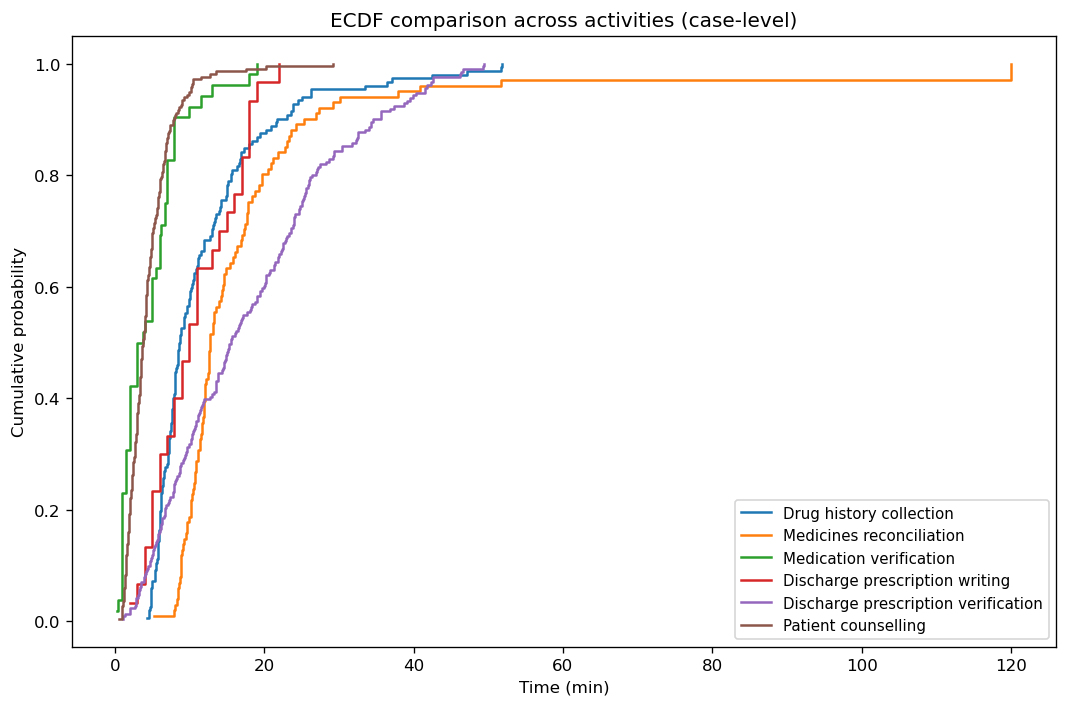 ECDF comparison across activities (case-level)
Cumulative probability
1.0
0.8
0.6
0.4
0.2
0.0
Drug history collection
Medicines reconciliation
Medication verification
Discharge prescription writing
Discharge prescription verification
Patient counselling
0 20 40 60 80 100 120
Time (min)